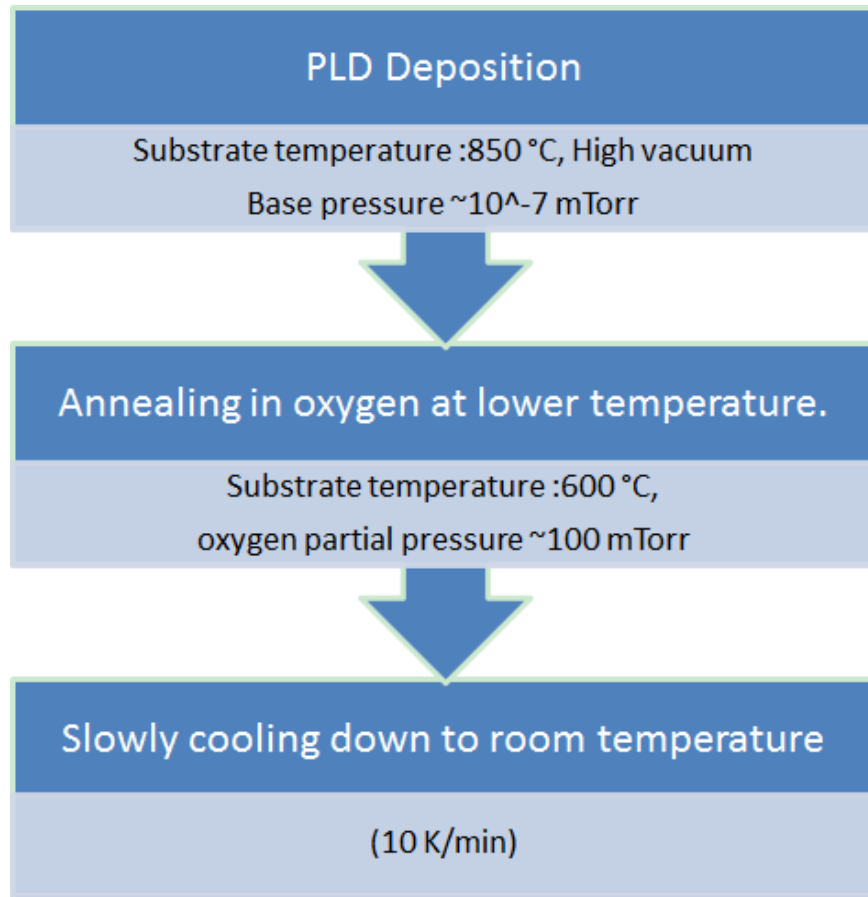 PLD Deposition
Substrate temperature :850 °C, High vacuum
Base pressure ~10^-7 mTorr
Annealing in oxygen at lower temperature.
Substrate temperature :600 °C,
oxygen partial pressure ~100 mTorr
Slowly cooling down to room temperature
(10 K/min)